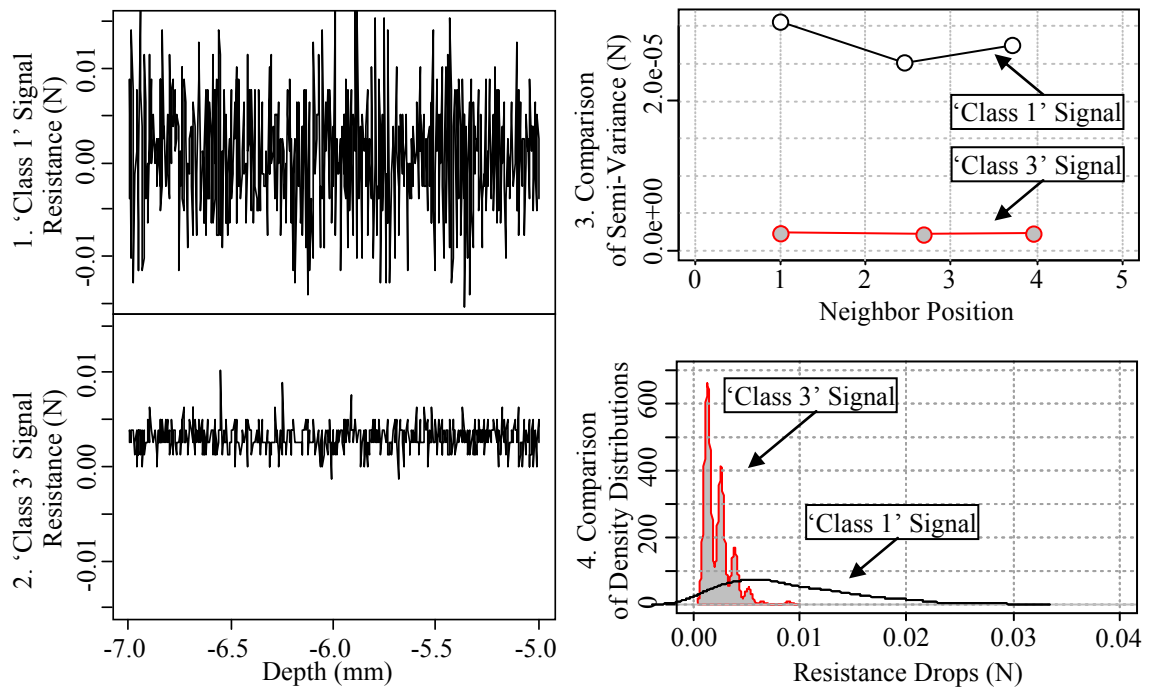 1. ‘Class 1’ Signal
Resistance (N)
0.01
0.00
-0.01
2. ‘Class 3’ Signal
Resistance (N)
0.01
0.00
-0.01
-7.0 -6.5 -6.0 -5.5 -5.0
Depth (mm)
3. Comparison
of Semi-Variance (N)
2.0e-05
0.0e+00
‘Class 1’ Signal
‘Class 3’ Signal
0 1 2 3 4 5
Neighbor Position
4. Comparison
of Density Distributions
600
400
200
0
‘Class 3’ Signal
‘Class 1’ Signal
0.00 0.01 0.02 0.03 0.04
Resistance Drops (N)